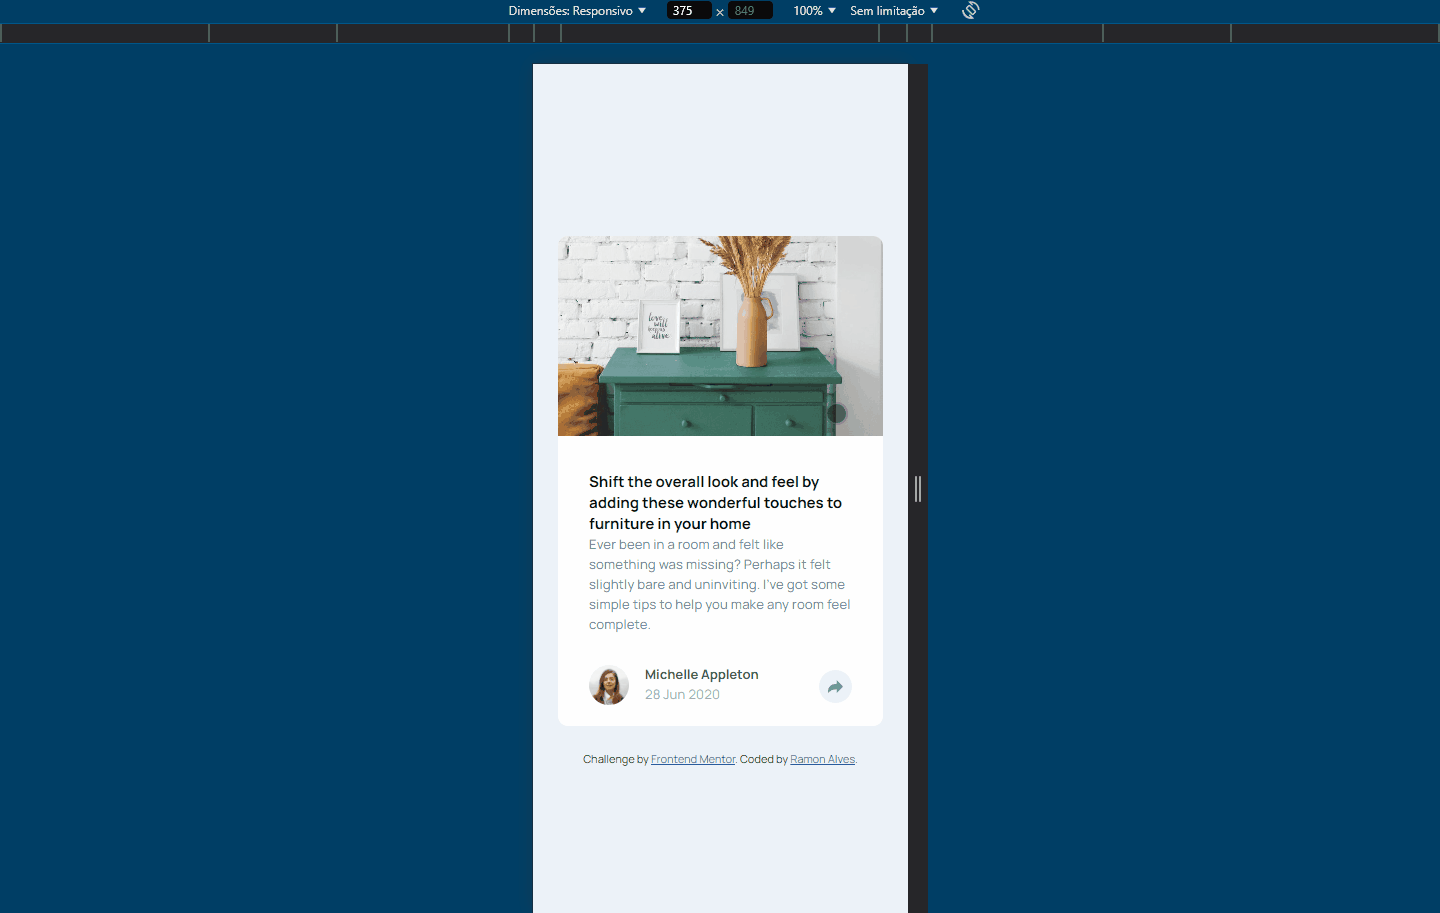 Dimensões: Responsivo 375 × 849 100% Sem limitação
love
will
keep us
alive
Shift the overall look and feel by
adding these wonderful touches to
furniture in your home
Ever been in a room and felt like
something was missing? Perhaps it felt
slightly bare and uninviting. I've got some
simple tips to help you make any room feel
complete.
Michelle Appleton
28 Jun 2020
Challenge by Frontend Mentor. Coded by Ramon Alves.